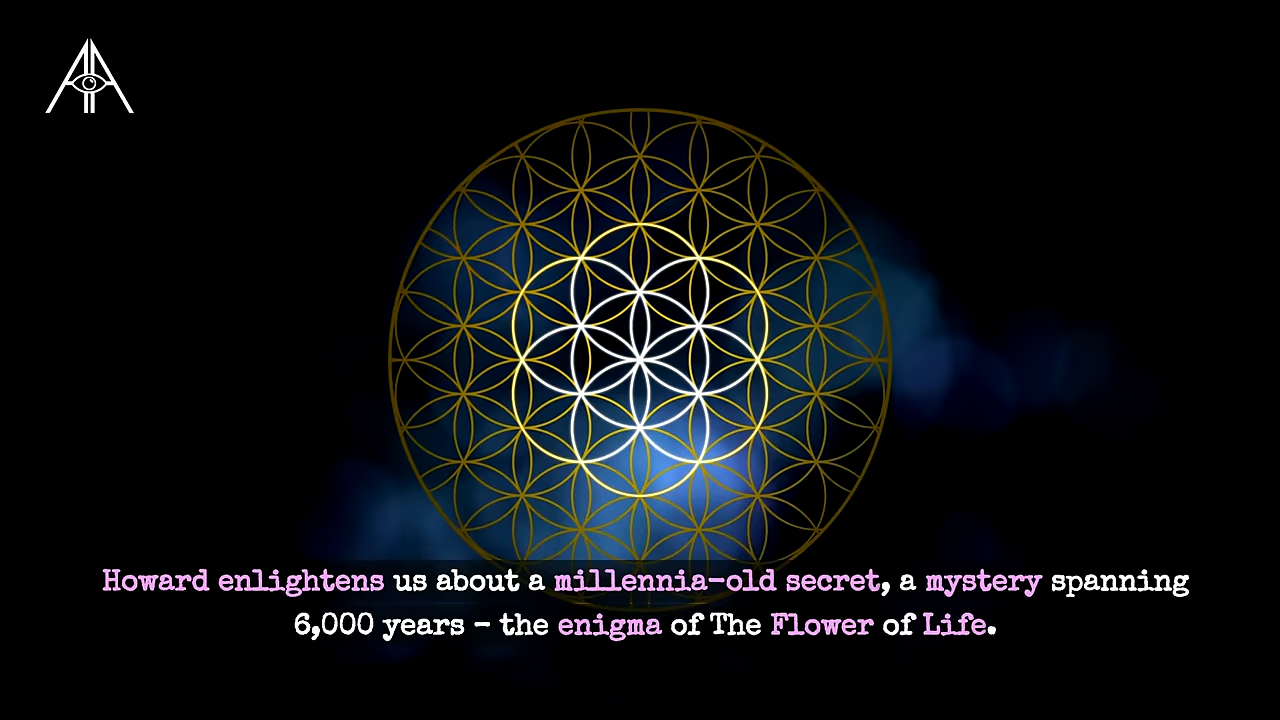 Howard enlightens us about a millennia-old secret, a mystery spanning
6,000 years - the enigma of The Flower of Life.